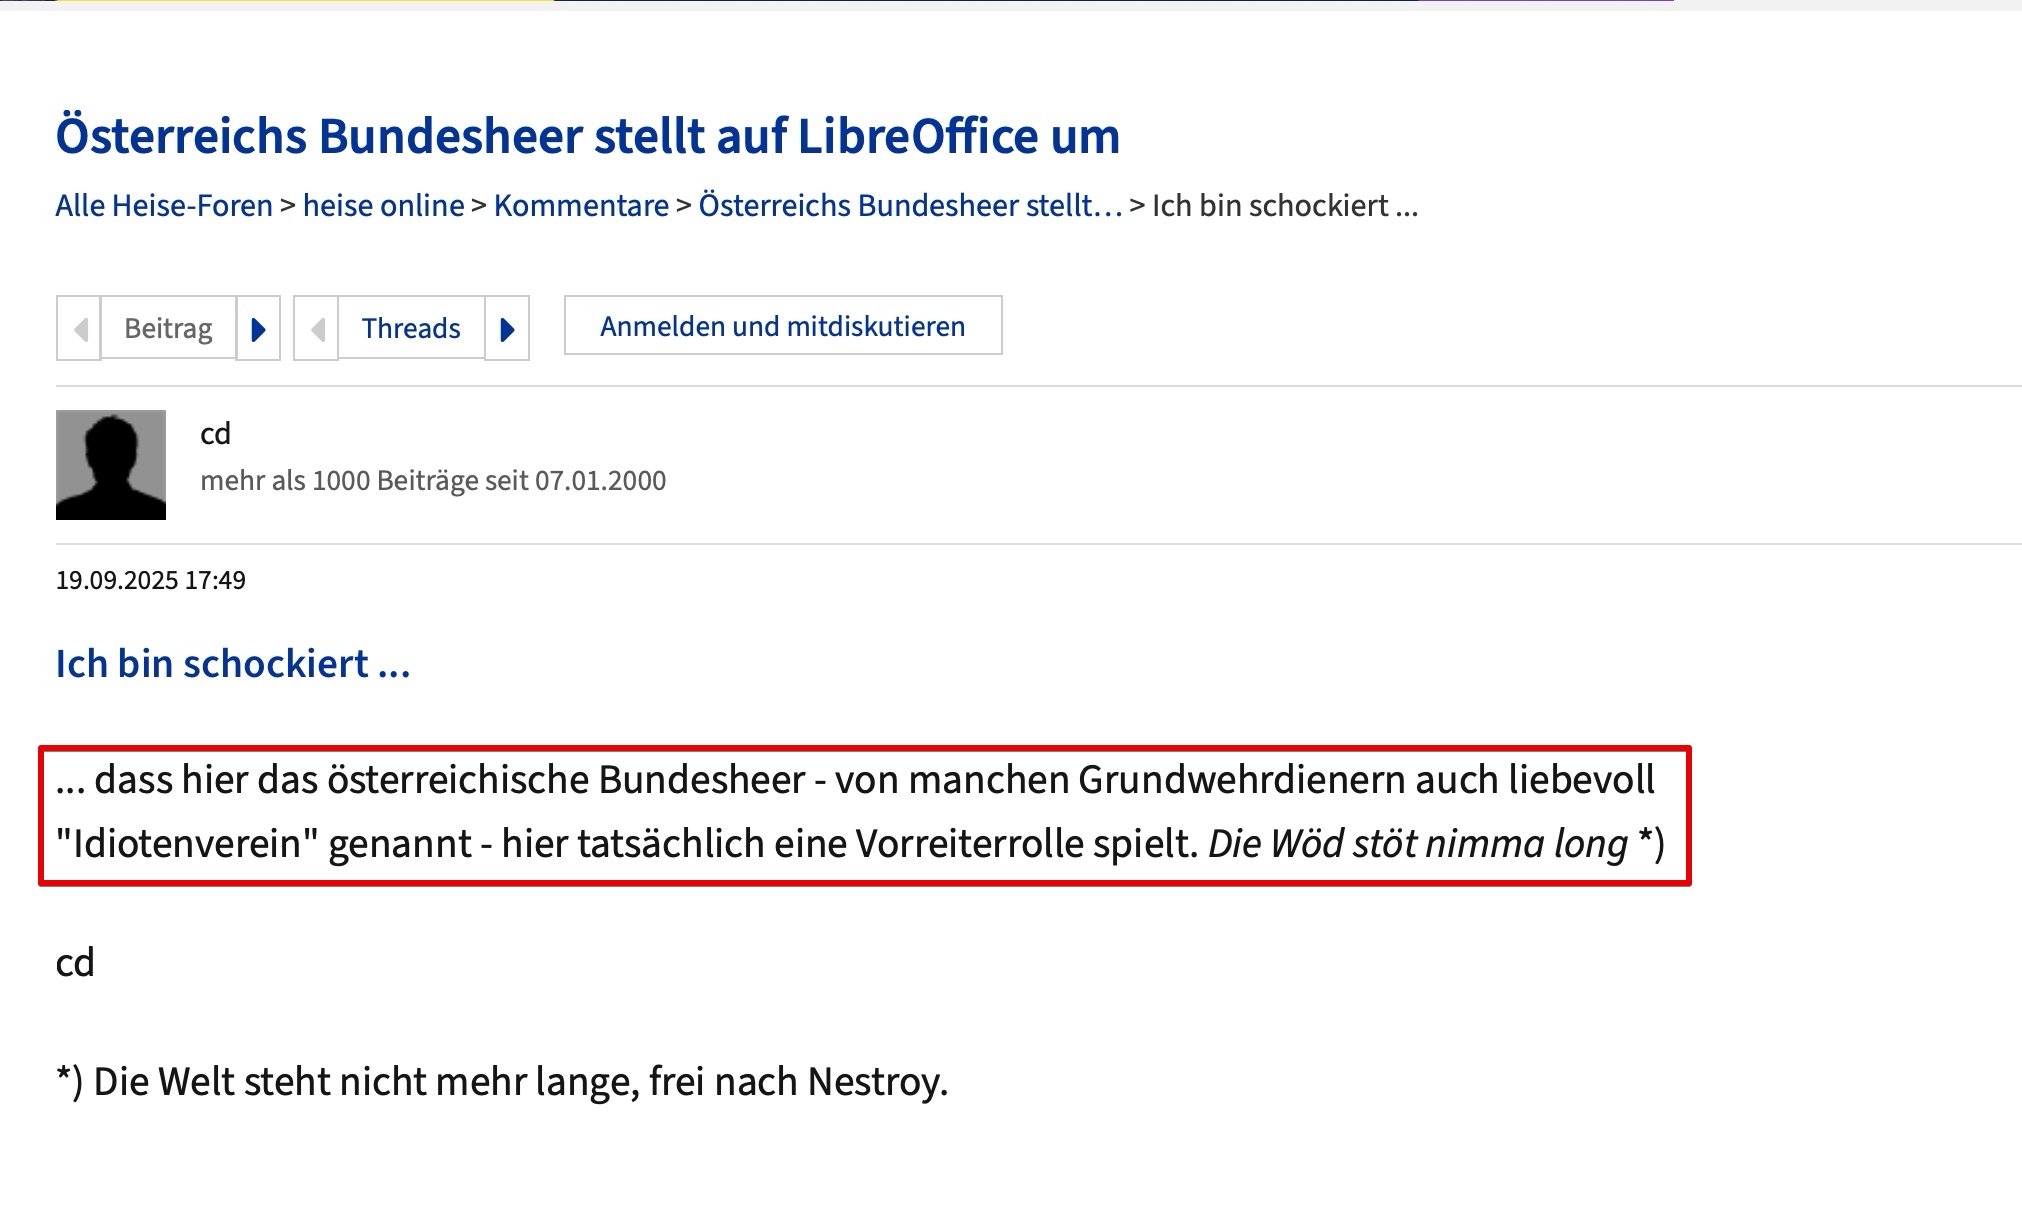 Österreichs Bundesheer stellt auf LibreOffice um
Alle Heise-Foren > heise online > Kommentare > Österreichs Bundesheer stellt… > Ich bin schockiert ...
Beitrag Threads Anmelden und mitdiskutieren
cd
mehr als 1000 Beiträge seit 07.01.2000
19.09.2025 17:49
Ich bin schockiert ...
... dass hier das österreichische Bundesheer - von manchen Grundwehrdienern auch liebevoll
"Idiotenverein" genannt - hier tatsächlich eine Vorreiterrolle spielt. Die Wöd stöt nimma long *)
cd
*) Die Welt steht nicht mehr lange, frei nach Nestroy.